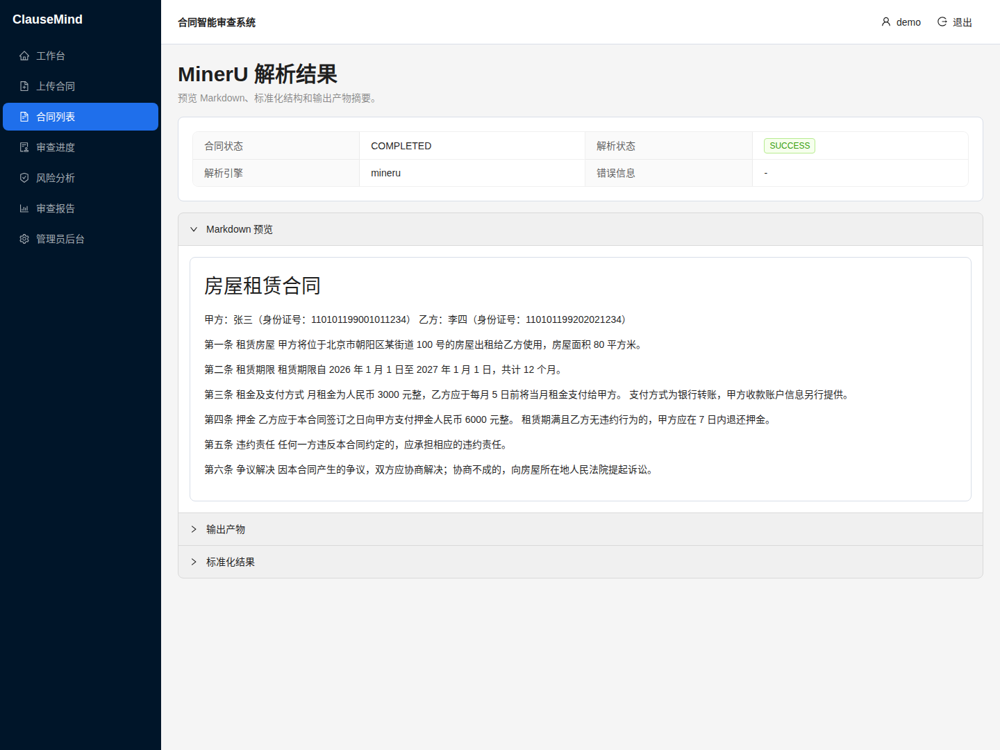 ClauseMind
工作台
上传合同
合同列表
审查进度
风险分析
审查报告
管理员后台
合同智能审查系统
demo
退出
MinerU 解析结果
预览 Markdown、标准化结构和输出产物摘要。
合同状态 COMPLETED 解析状态 SUCCESS
解析引擎 mineru 错误信息 -
Markdown 预览
房屋租赁合同
甲方：张三（身份证号：110101199001011234） 乙方：李四（身份证号：110101199202021234）
第一条 租赁房屋 甲方将位于北京市朝阳区某街道 100 号的房屋出租给乙方使用，房屋面积 80 平方米。
第二条 租赁期限 租赁期限自 2026 年 1 月 1 日至 2027 年 1 月 1 日，共计 12 个月。
第三条 租金及支付方式 月租金为人民币 3000 元整，乙方应于每月 5 日前将当月租金支付给甲方。 支付方式为银行转账，甲方收款账户信息另行提供。
第四条 押金 乙方应于本合同签订之日向甲方支付押金人民币 6000 元整。 租赁期满且乙方无违约行为的，甲方应在 7 日内退还押金。
第五条 违约责任 任何一方违反本合同约定的，应承担相应的违约责任。
第六条 争议解决 因本合同产生的争议，双方应协商解决；协商不成的，向房屋所在地人民法院提起诉讼。
输出产物
标准化结果